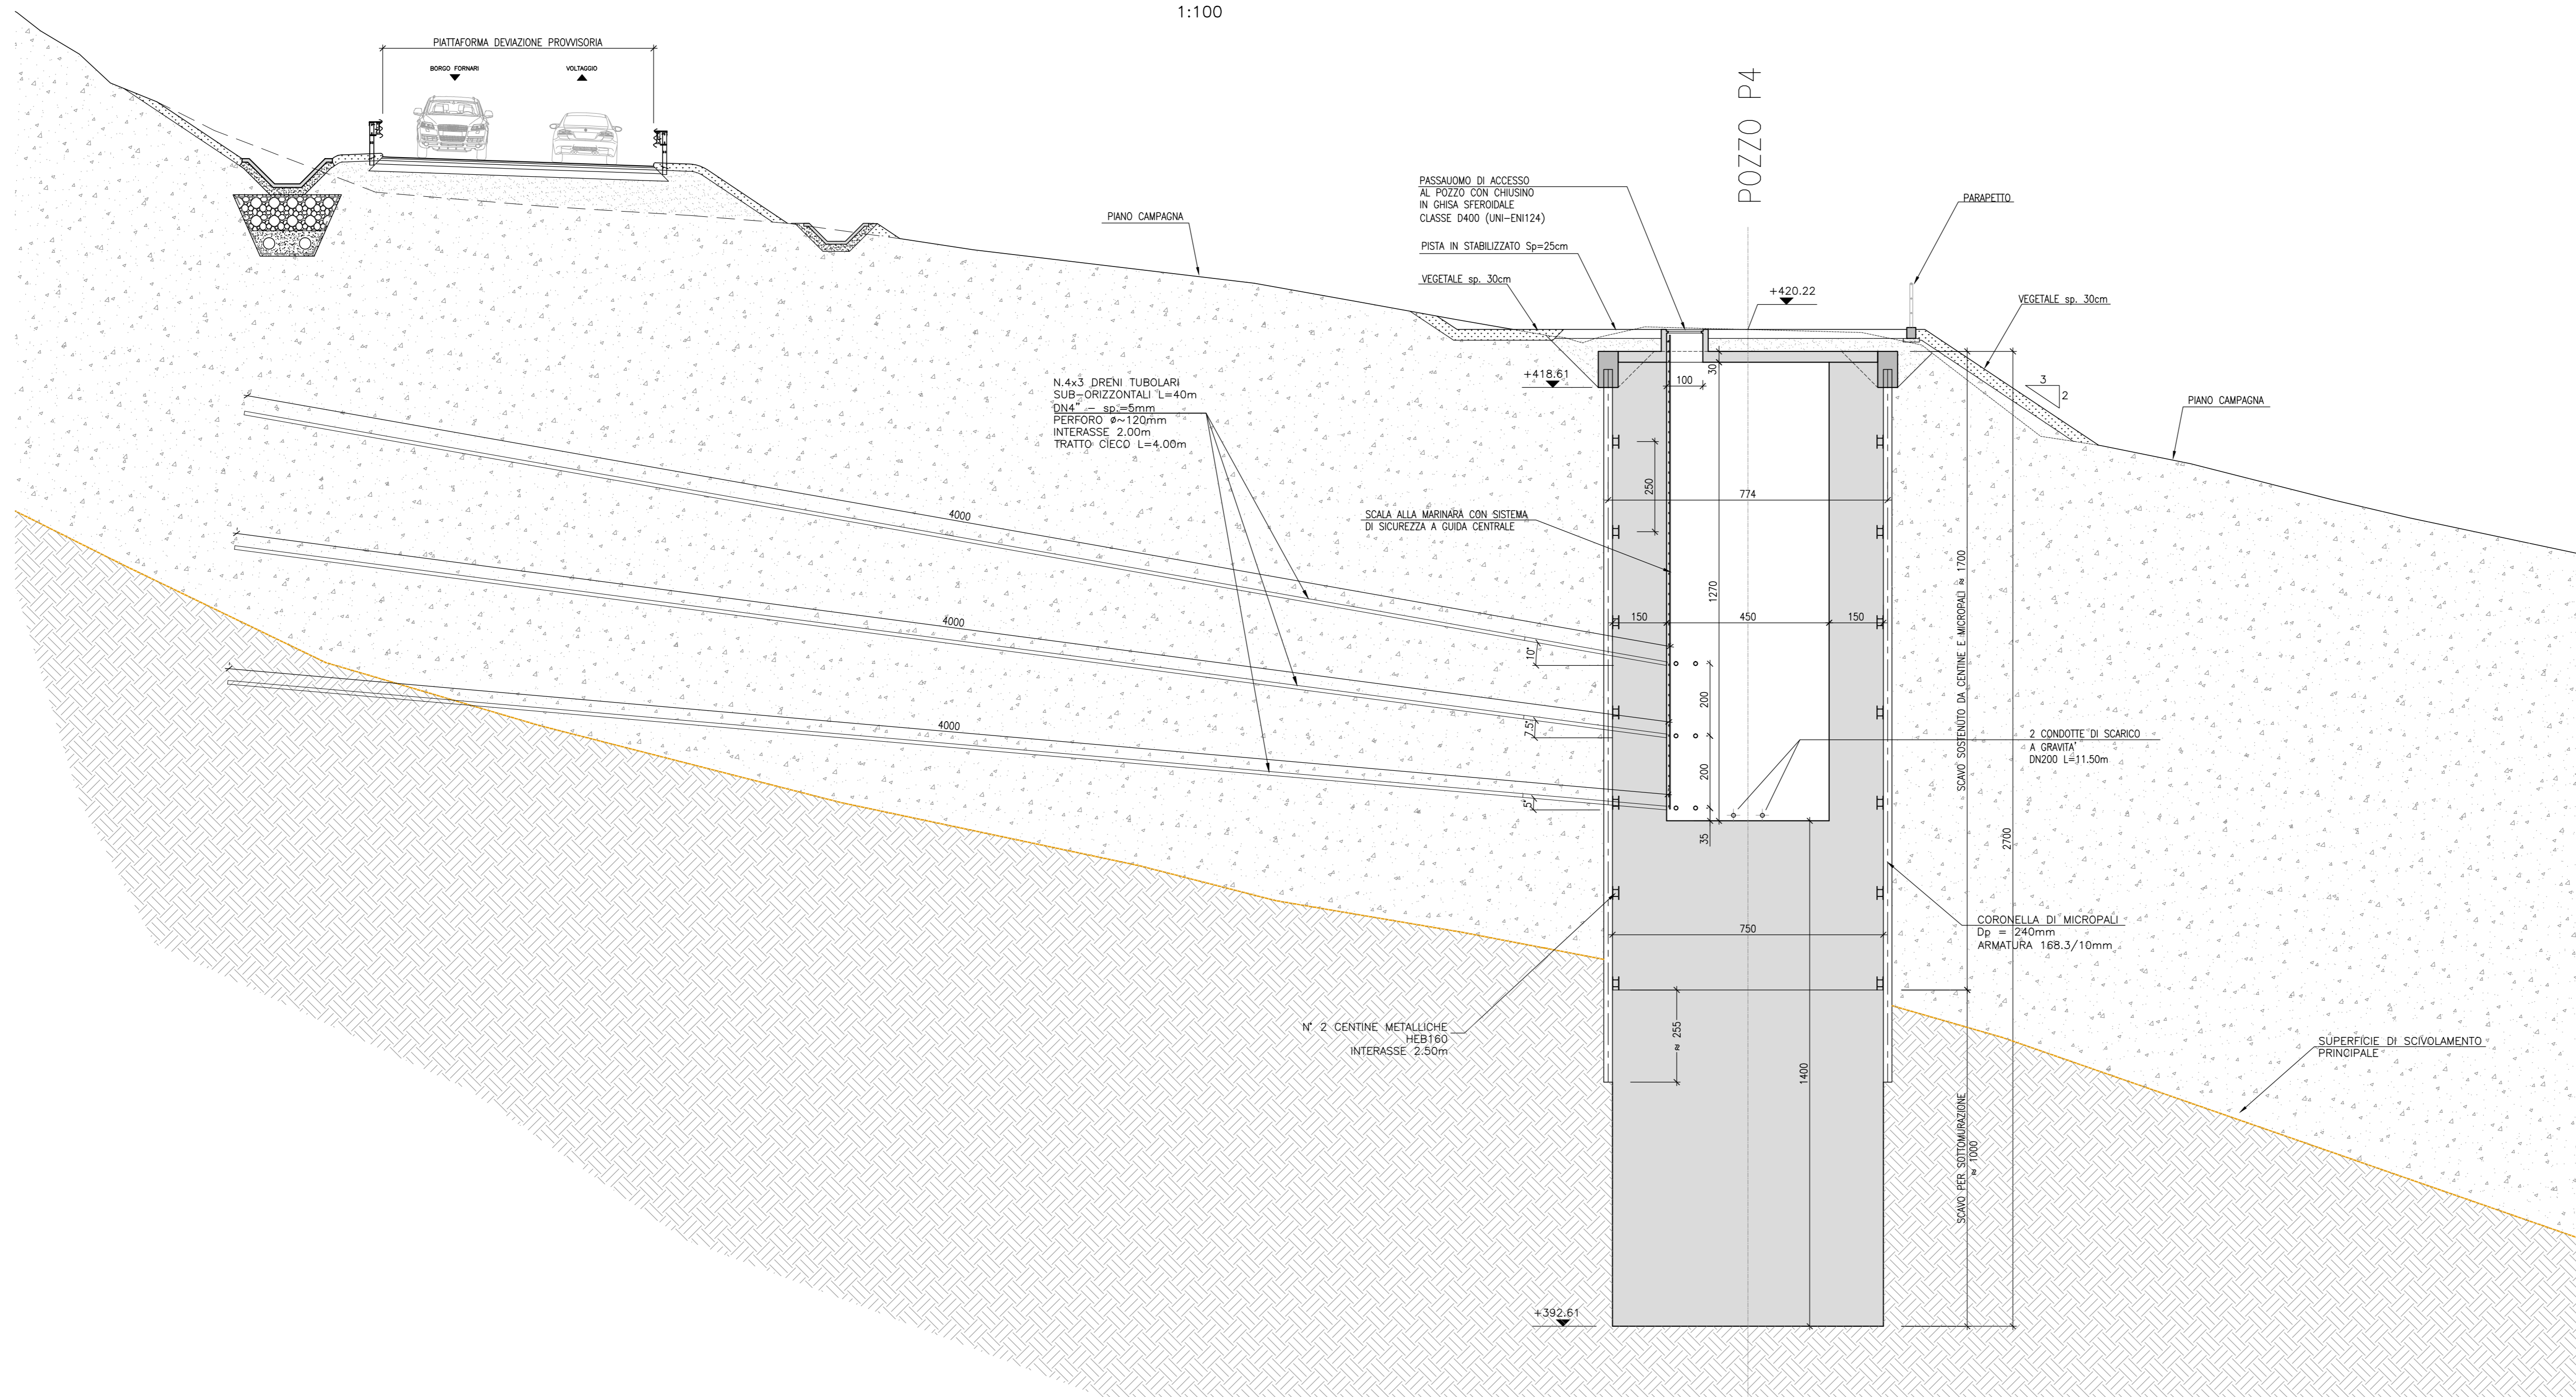 1:100
PIATTAFORMA DEVIAZIONE PROVVISORIA
BORGO FORNARI
VOLTAGGIO
POZZO P4
PASSAUOMO DI ACCESSO
AL POZZO CON CHIUSINO
IN GHISA SFEROIDALE
CLASSE D400 (UNI-ENI124)
PARAPETTO
PIANO CAMPAGNA
PISTA IN STABILIZZATO Sp=25cm
VEGETALE sp. 30cm
+420.22
VEGETALE sp. 30cm
+418.61
100
30
3
2
PIANO CAMPAGNA
N.4x3 DRENI TUBOLARI
SUB-ORIZZONTALI L=40m
DN4" - sp.=5mm
PERFORO ø~120mm
INTERASSE 2.00m
TRATTO CIECO L=4.00m
250
774
4000
SCALA ALLA MARINARA CON SISTEMA
DI SICUREZZA A GUIDA CENTRALE
1270
SCAVO SOSTENUTO DA CENTINE E MICROPALI ≈ 1700
4000
150
450
150
10°
200
7.5°
4000
200
5°
35
2 CONDOTTE DI SCARICO
A GRAVITA'
DN200 L=11.50m
2700
CORONELLA DI MICROPALI
Dp = 240mm
ARMATURA 168.3/10mm
750
N° 2 CENTINE METALLICHE
HEB160
INTERASSE 2.50m
≈ 255
1400
SUPERFICIE DI SCIVOLAMENTO
PRINCIPALE
SCAVO PER SOTTOMURAZIONE
≈ 1000
+392.61